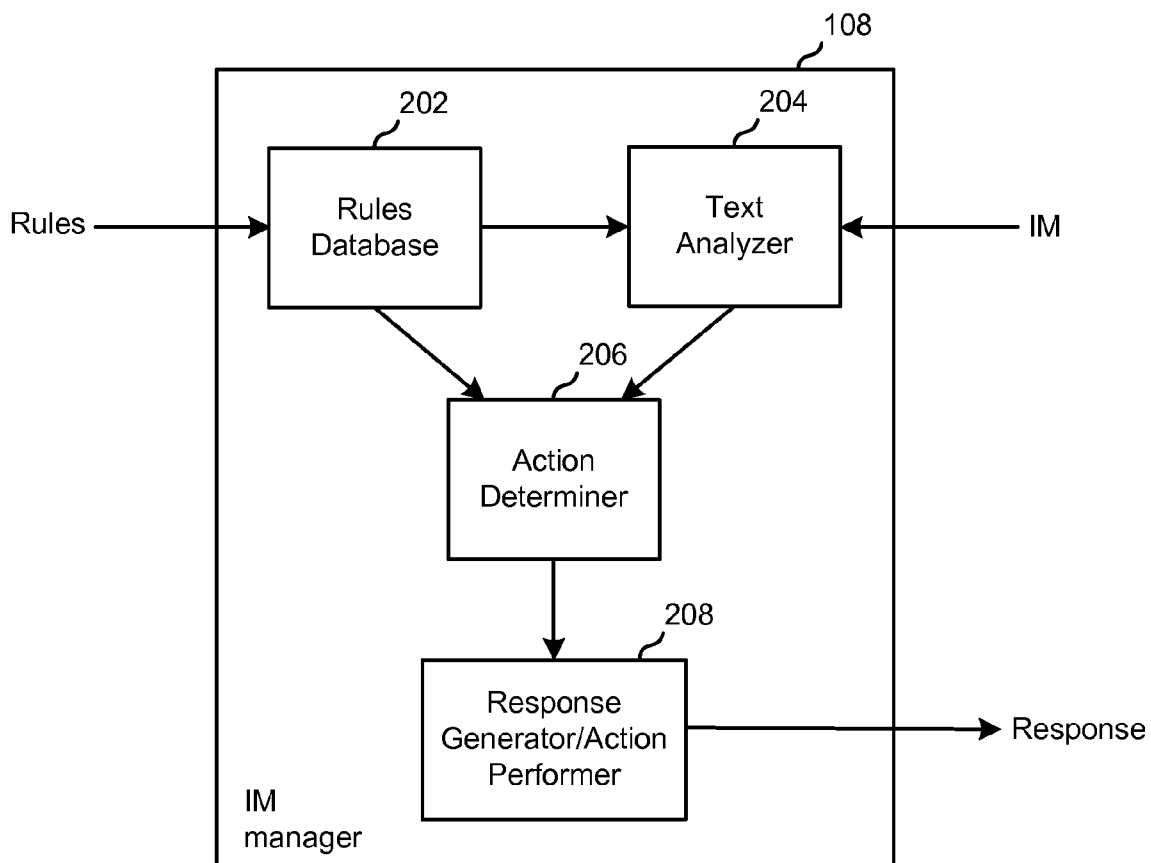 108
202
204
Rules
Rules
Database
Text
Analyzer
IM
206
Action
Determiner
208
Response
Generator/Action
Performer
Response
IM
manager